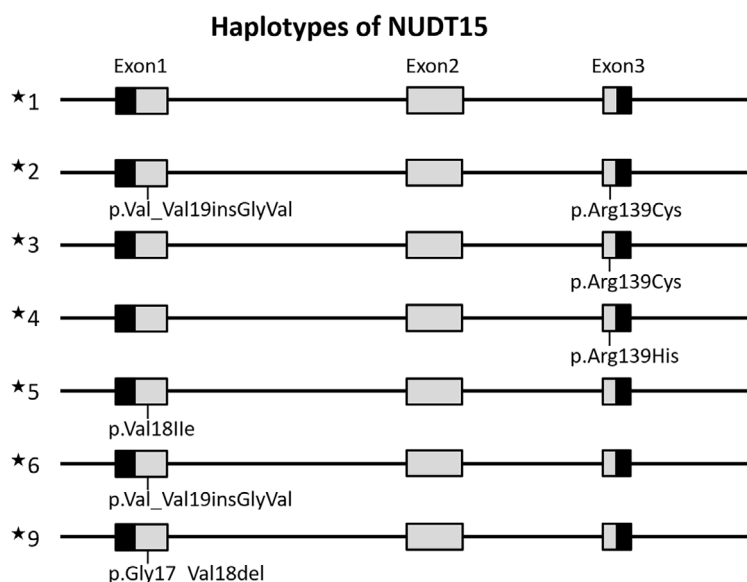 Haplotypes of NUDT15
Exon1 Exon2 Exon3
★1
★2
p.Val_Val19insGlyVal p.Arg139Cys
★3
p.Arg139Cys
★4
p.Arg139His
★5
p.Val18Ile
★6
p.Val_Val19insGlyVal
★9
p.Gly17_Val18del